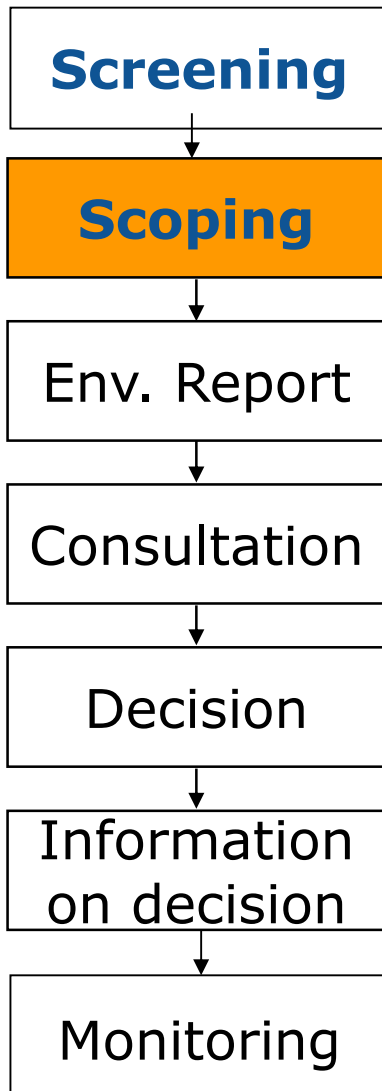 Screening
Scoping
Env. Report
Consultation
Decision
Information
on decision
Monitoring